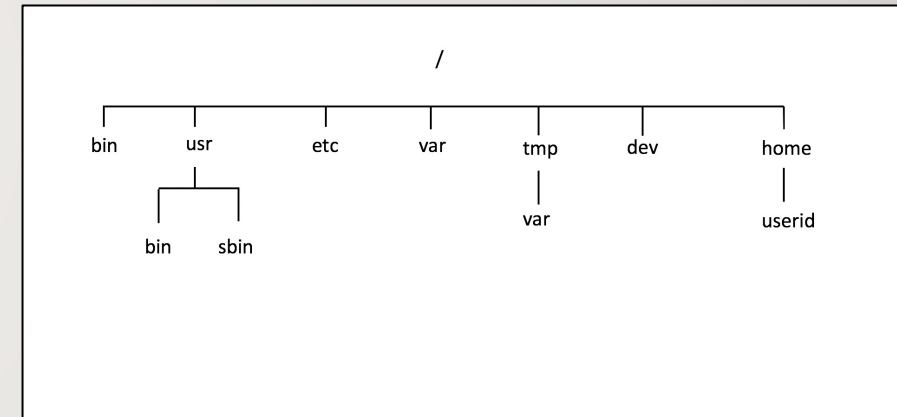 /
bin usr etc var tmp dev home
var userid
bin sbin